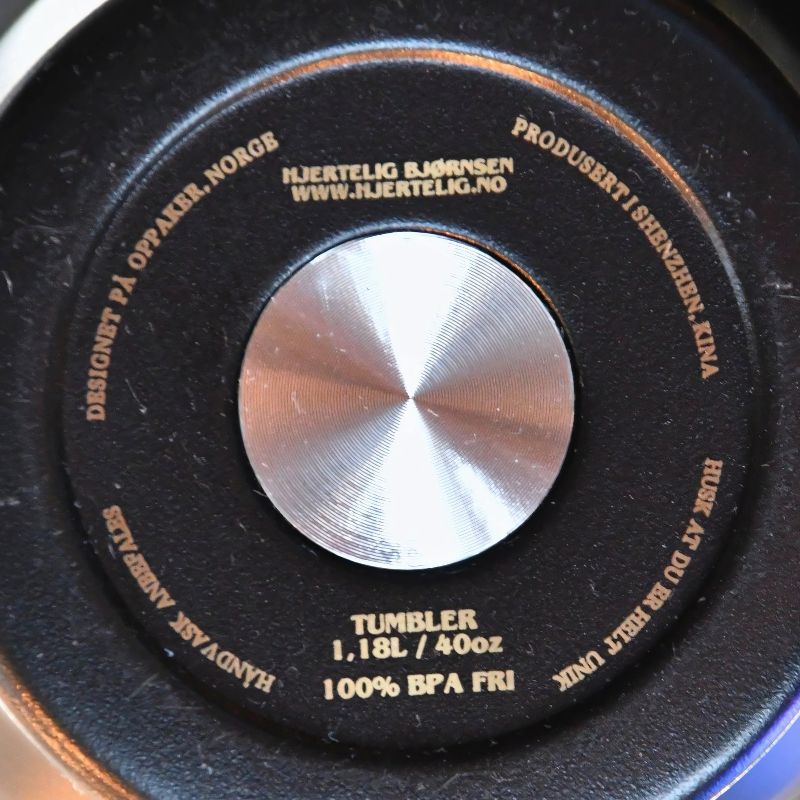 HJERTELIG BJØRNSEN
WWW.HJERTELIG.NO
DESIGNET PÅ OPPAKER, NORGE
PRODUSERT I SHENZHEN, KINA
HÅNDVASK ANBEFALES
HUSK AT DU ER HELT UNIK
TUMBLER
1,18L / 40oz
100% BPA FRI